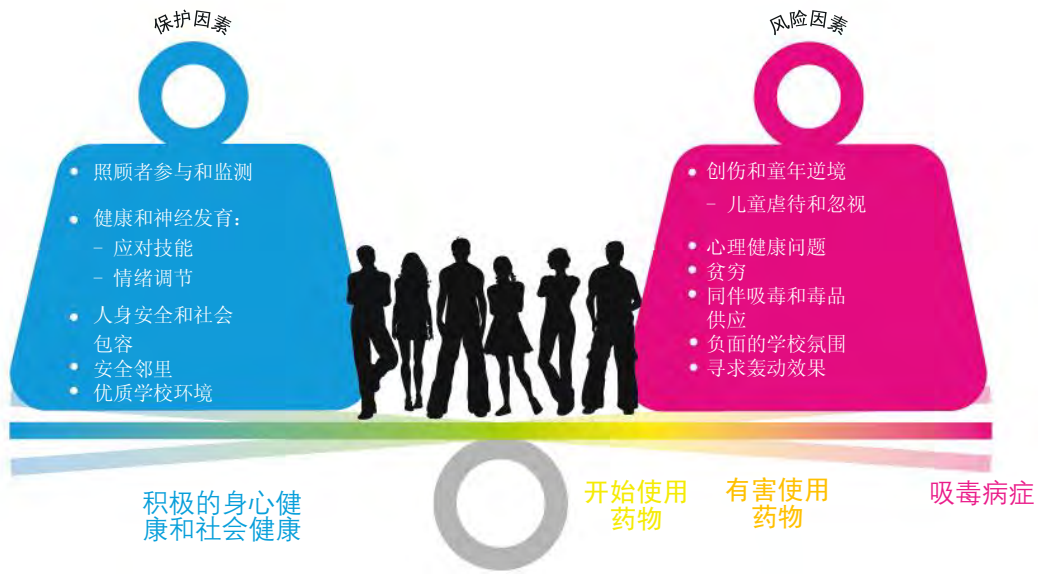 保护因素
照顾者参与和监测
健康和神经发育：
– 应对技能
– 情绪调节
人身安全和社会
包容
安全邻里
优质学校环境
风险因素
创伤和童年逆境
– 儿童虐待和忽视
心理健康问题
贫穷
同伴吸毒和毒品
供应
负面的学校氛围
寻求轰动效果
积极的身心健
康和社会健康
开始使用
药物
有害使用
药物
吸毒病症